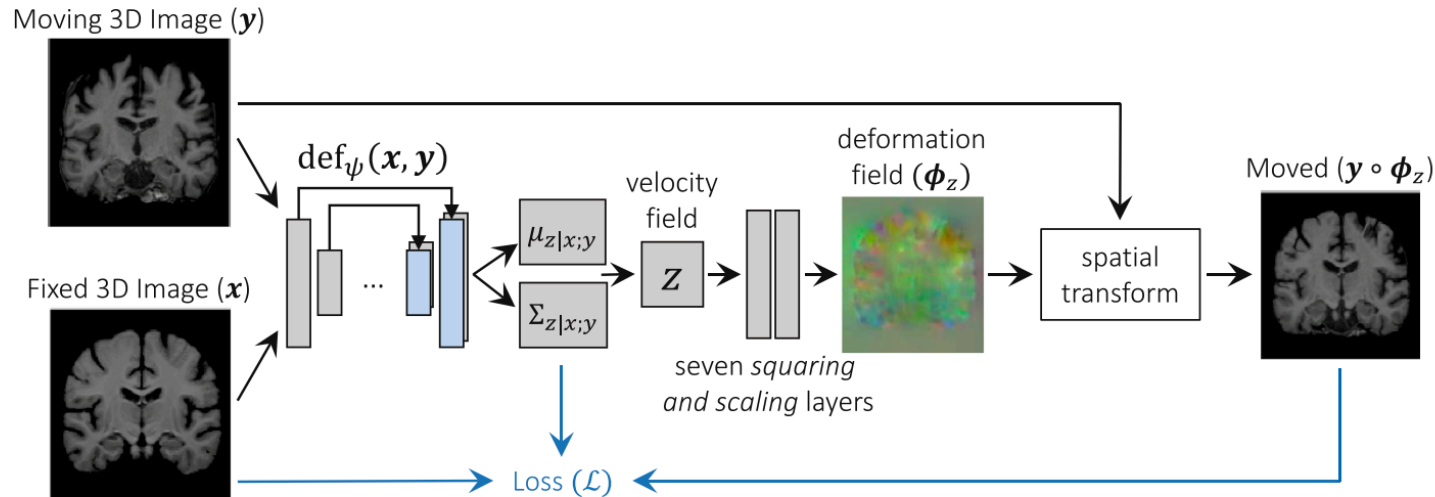 Moving 3D Image (y)
def_ψ(x, y)
Fixed 3D Image (x)
...
μ_z|x;y
Σ_z|x;y
velocity
field
z
seven squaring
and scaling layers
deformation
field (ϕ_z)
spatial
transform
Moved (y ∘ ϕ_z)
Loss (ℒ)